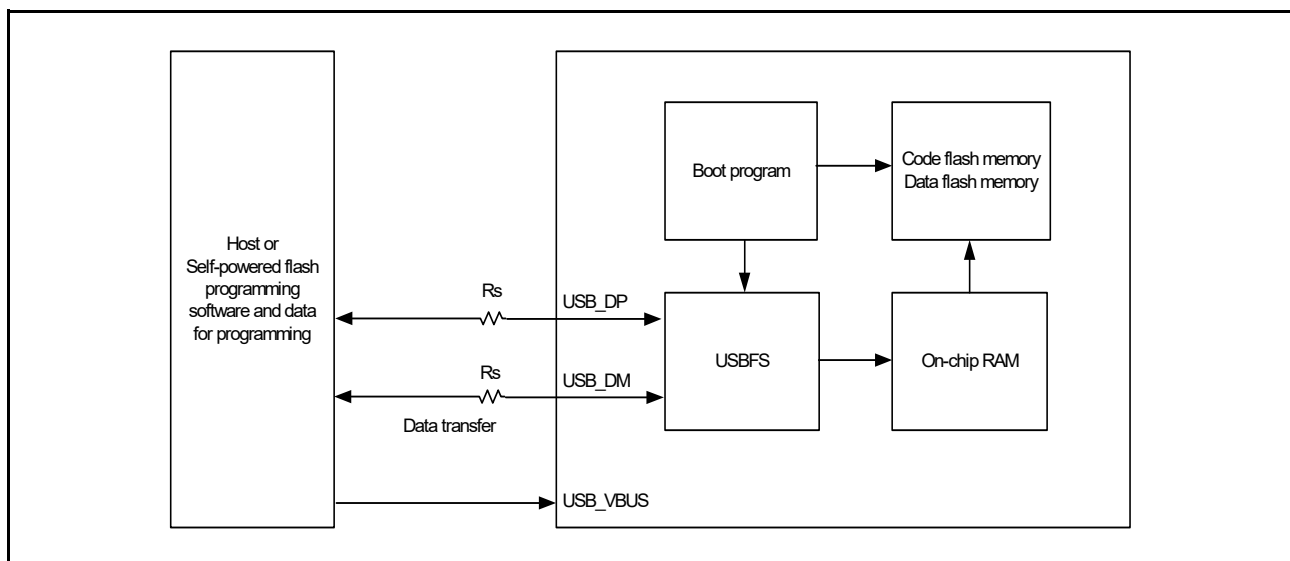 Host or
Self-powered flash
programming
software and data
for programming
Rs
USB_DP
Rs
USB_DM
Data transfer
USB_VBUS
Boot program
Code flash memory
Data flash memory
USBFS
On-chip RAM